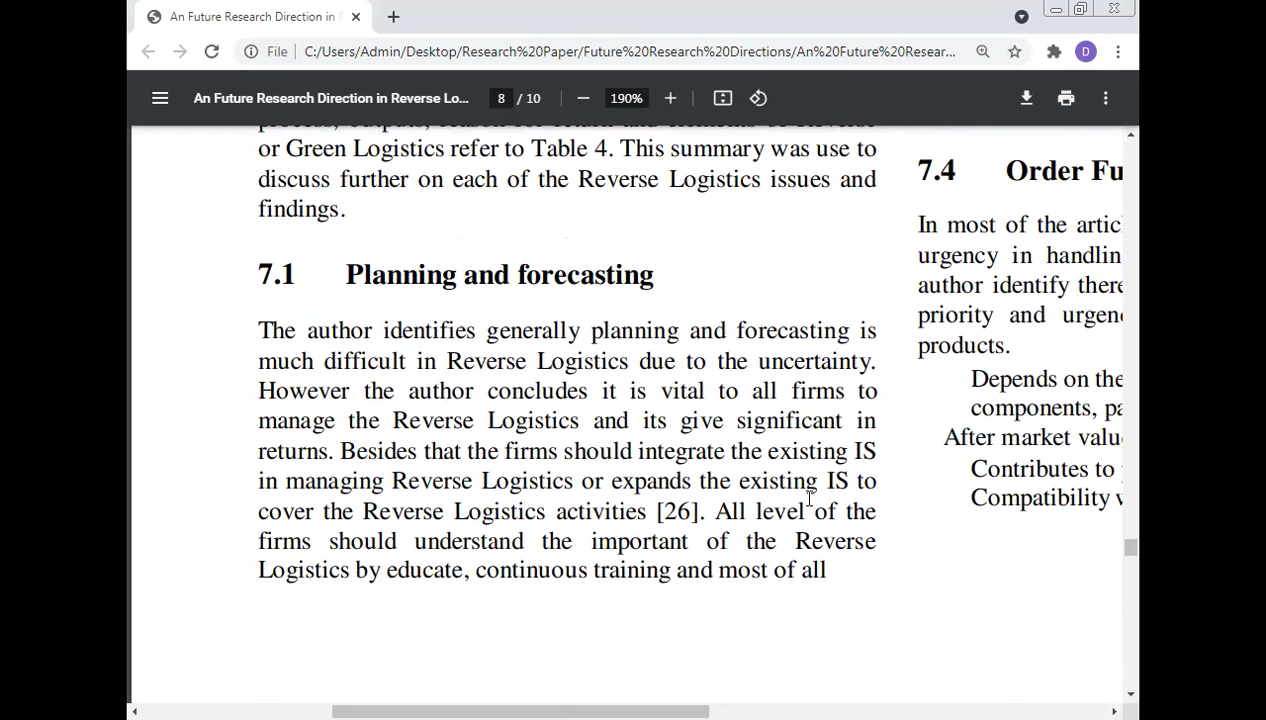 An Future Research Direction in
File
C:/Users/Admin/Desktop/Research%20Paper/Future%20Research%20Directions/An%20Future%20Resear...
D
An Future Research Direction in Reverse Lo...
8 / 10
190%
or Green Logistics refer to Table 4. This summary was use to
discuss further on each of the Reverse Logistics issues and
findings.
7.1 Planning and forecasting
The author identifies generally planning and forecasting is
much difficult in Reverse Logistics due to the uncertainty.
However the author concludes it is vital to all firms to
manage the Reverse Logistics and its give significant in
returns. Besides that the firms should integrate the existing IS
in managing Reverse Logistics or expands the existing IS to
cover the Reverse Logistics activities [26]. All level of the
firms should understand the important of the Reverse
Logistics by educate, continuous training and most of all
7.4 Order Fu
In most of the artic
urgency in handlin
author identify there
priority and urgen
products.
Depends on the
components, pa
After market valu
Contributes to
Compatibility